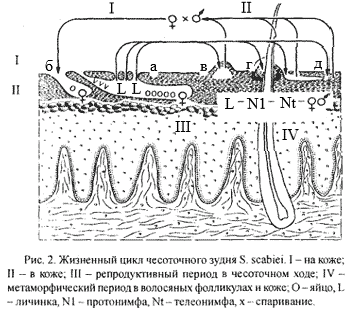 I II
♀ × ♂
I б а в г д
L L
II ♀ ООООО ♀ L – N1 – Nt – ♀♂
III
IV
Рис. 2. Жизненный цикл чесоточного зудня S. scabiei. I – на коже;
II – в коже; III – репродуктивный период в чесоточном ходе; IV –
метаморфический период в волосяных фолликулах и коже; О – яйцо, L
– личинка, N1 – протонимфа, Nt – телеонимфа, х – спаривание.